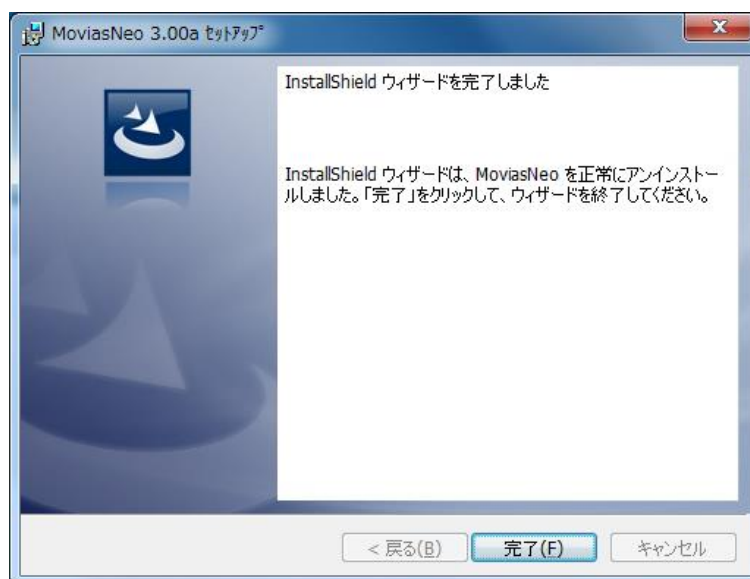 MoviasNeo 3.00a ｾｯﾄｱｯﾌﾟ
InstallShield ウィザードを完了しました
InstallShield ウィザードは、MoviasNeo を正常にアンインストー
ルしました。「完了」をクリックして、ウィザードを終了してください。
< 戻る(B)
完了(F)
キャンセル